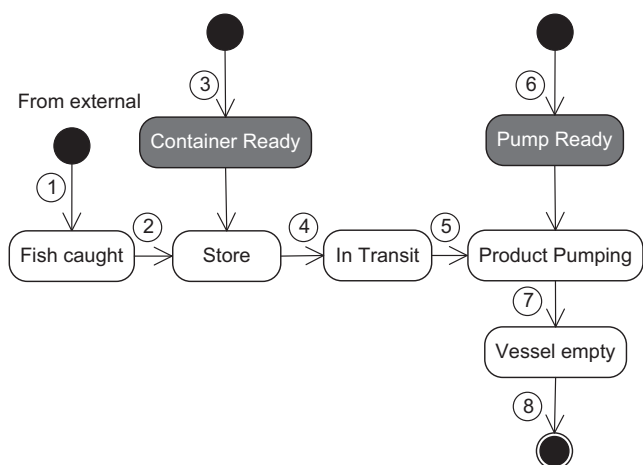 3
6
From external
Container Ready
Pump Ready
1
2
4
5
Fish caught
Store
In Transit
Product Pumping
7
Vessel empty
8